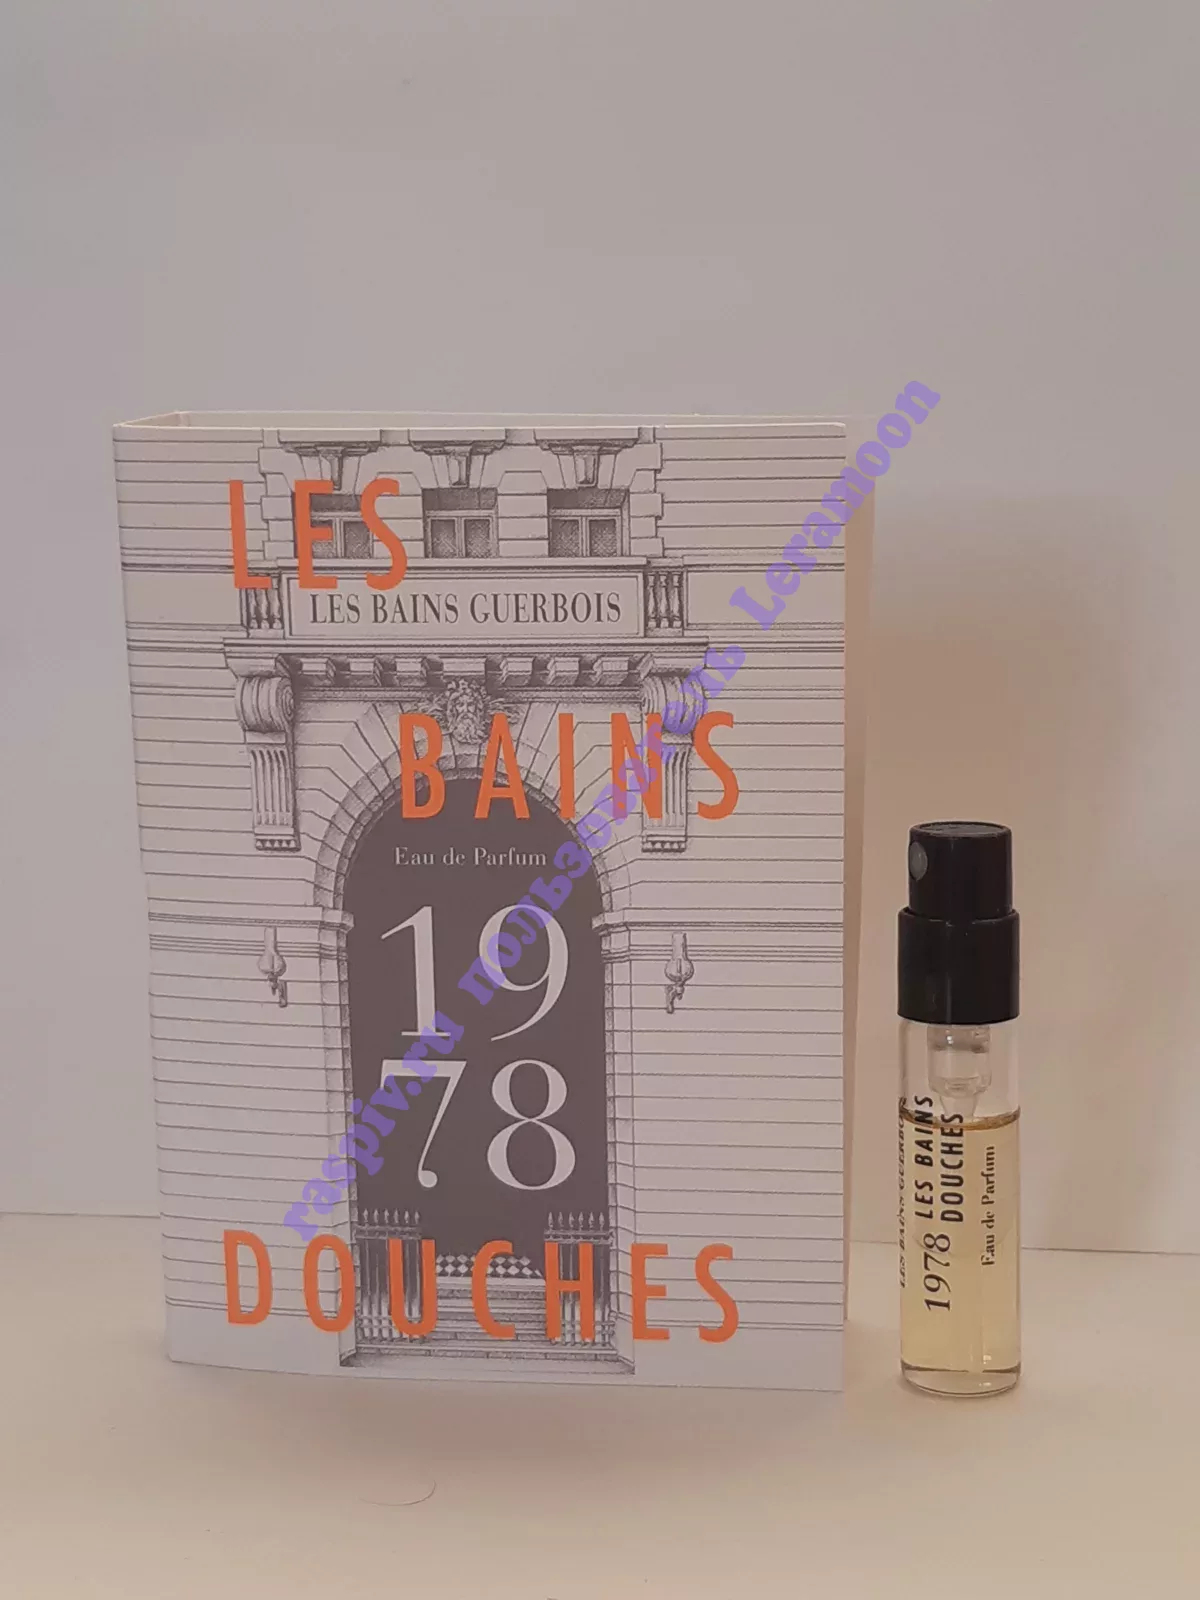 LES
LES BAINS GUERBOIS
BAINS
Eau de Parfum
19
78
DOUCHES
LES BAINS GUERBOIS
1978 LES BAINS
DOUCHES
Eau de Parfum
raspiv.ru пользователь Leramoon